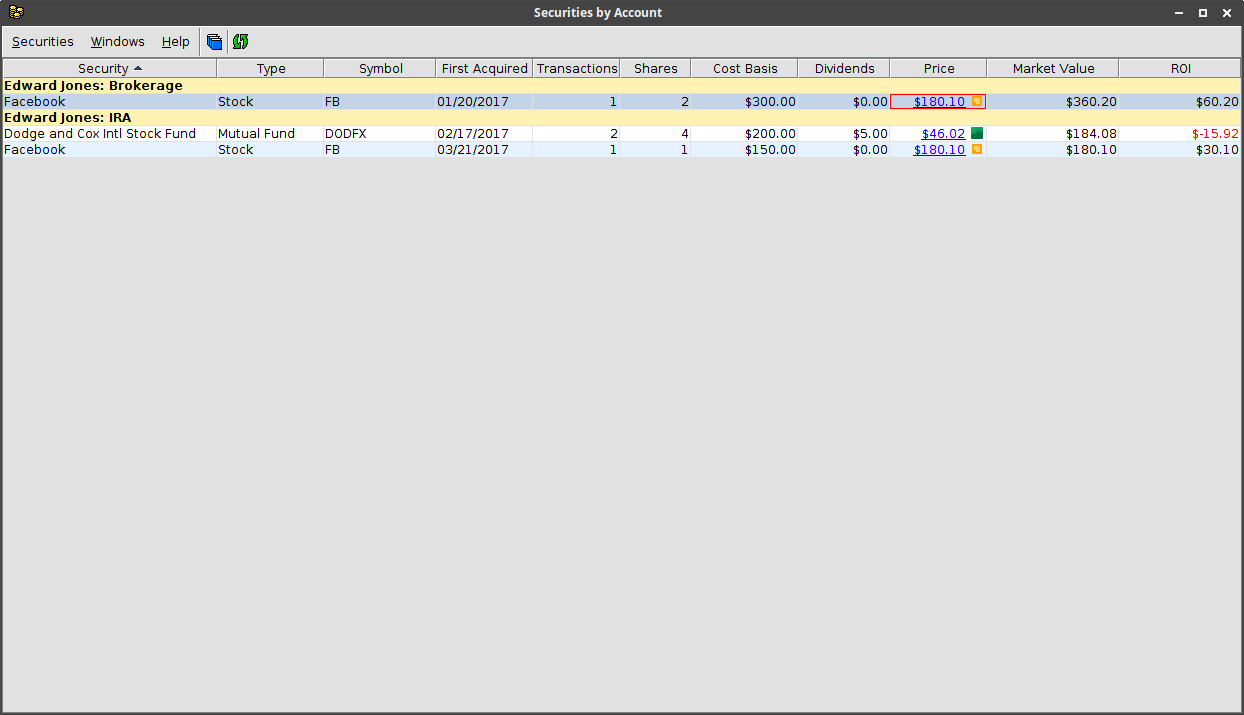 Securities by Account
Securities Windows Help
Security Type Symbol First Acquired Transactions Shares Cost Basis Dividends Price Market Value ROI
Edward Jones: Brokerage
Facebook Stock FB 01/20/2017 1 2 $300.00 $0.00 $180.10 $360.20 $60.20
Edward Jones: IRA
Dodge and Cox Intl Stock Fund Mutual Fund DODFX 02/17/2017 2 4 $200.00 $5.00 $46.02 $184.08 $-15.92
Facebook Stock FB 03/21/2017 1 1 $150.00 $0.00 $180.10 $180.10 $30.10